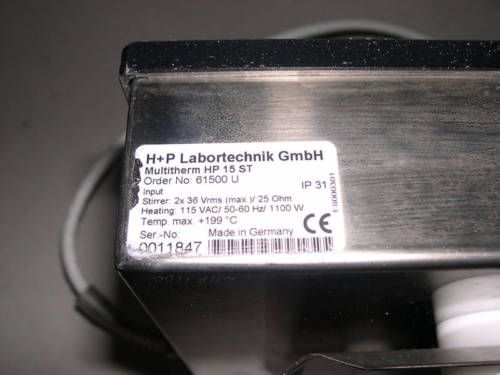 H+P Labortechnik GmbH
Multitherm HP 15 ST
Order No: 61500 U
IP 31
Input
Stirrer: 2x 36 Vrms (max.)/ 25 Ohm
Heating: 115 VAC/ 50-60 Hz/ 1100 W
Temp. max. +199 °C
CE
Ser.-No:
Made in Germany
0011847